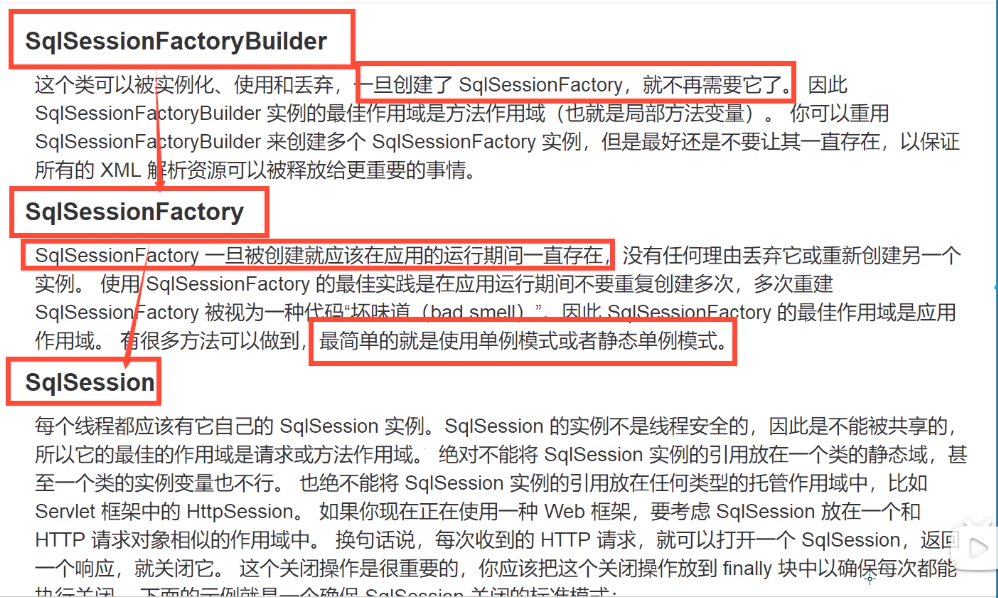 SqlSessionFactoryBuilder
这个类可以被实例化、使用和丢弃，一旦创建了 SqlSessionFactory，就不再需要它了。 因此
SqlSessionFactoryBuilder 实例的最佳作用域是方法作用域（也就是局部方法变量）。 你可以重用
SqlSessionFactoryBuilder 来创建多个 SqlSessionFactory 实例，但是最好还是不要让其一直存在，以保证
所有的 XML 解析资源可以被释放给更重要的事情。
SqlSessionFactory
SqlSessionFactory 一旦被创建就应该在应用的运行期间一直存在，没有任何理由丢弃它或重新创建另一个
实例。 使用 SqlSessionFactory 的最佳实践是在应用运行期间不要重复创建多次，多次重建
SqlSessionFactory 被视为一种代码“坏味道（bad smell）”。因此 SqlSessionFactory 的最佳作用域是应用
作用域。 有很多方法可以做到，最简单的就是使用单例模式或者静态单例模式。
SqlSession
每个线程都应该有它自己的 SqlSession 实例。SqlSession 的实例不是线程安全的，因此是不能被共享的，
所以它的最佳的作用域是请求或方法作用域。 绝对不能将 SqlSession 实例的引用放在一个类的静态域，甚
至一个类的实例变量也不行。 也绝不能将 SqlSession 实例的引用放在任何类型的托管作用域中，比如
Servlet 框架中的 HttpSession。 如果你现在正在使用一种 Web 框架，要考虑 SqlSession 放在一个和
HTTP 请求对象相似的作用域中。 换句话说，每次收到的 HTTP 请求，就可以打开一个 SqlSession，返回
一个响应，就关闭它。 这个关闭操作是很重要的，你应该把这个关闭操作放到 finally 块中以确保每次都能
执行关闭。 下面的示例就是一个确保 SqlSession 关闭的标准模式：